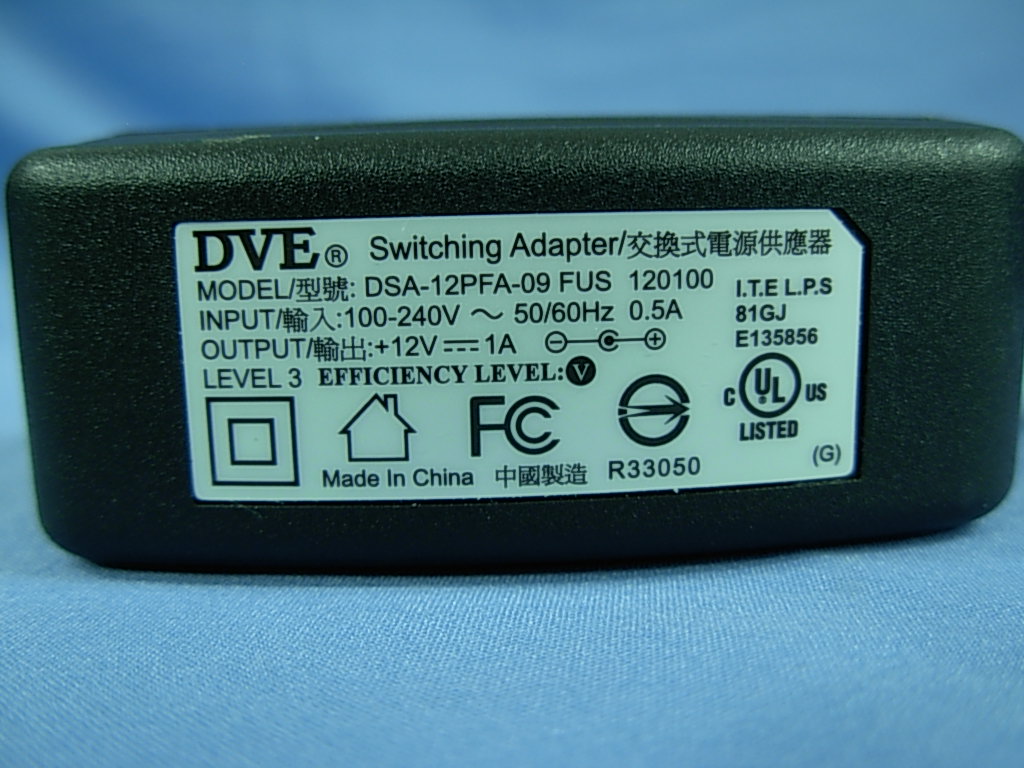 DVE® Switching Adapter/交換式電源供應器
MODEL/型號: DSA-12PFA-09 FUS 120100
INPUT/輸入:100-240V ～ 50/60Hz 0.5A
OUTPUT/輸出:+12V⎓1A
LEVEL 3 EFFICIENCY LEVEL: V
I.T.E L.P.S
81GJ
E135856
FC
C UL US
LISTED
Made In China 中國製造 R33050
(G)